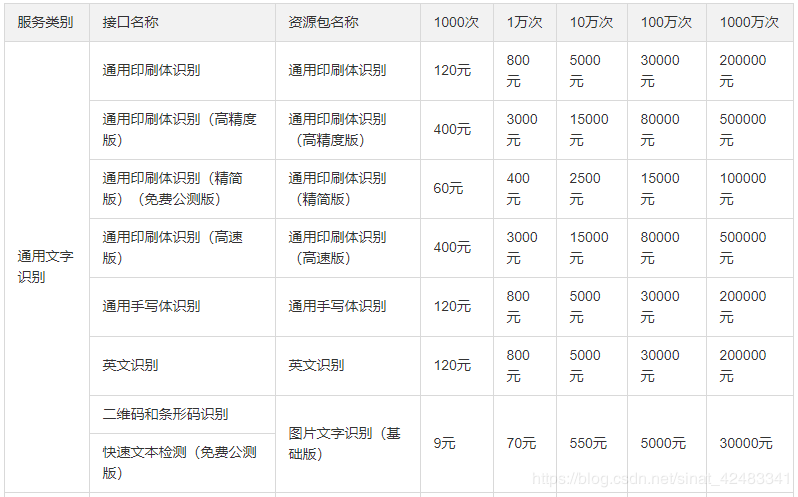 服务类别 接口名称 资源包名称 1000次 1万次 10万次 100万次 1000万次
通用文字识别
通用印刷体识别 通用印刷体识别 120元 800元 5000元 30000元 200000元
通用印刷体识别（高精度版） 通用印刷体识别（高精度版） 400元 3000元 15000元 80000元 500000元
通用印刷体识别（精简版）（免费公测版） 通用印刷体识别（精简版） 60元 400元 2500元 15000元 100000元
通用印刷体识别（高速版） 通用印刷体识别（高速版） 400元 3000元 15000元 80000元 500000元
通用手写体识别 通用手写体识别 120元 800元 5000元 30000元 200000元
英文识别 英文识别 120元 800元 5000元 30000元 200000元
二维码和条形码识别
快速文本检测（免费公测版）
图片文字识别（基础版） 9元 70元 550元 5000元 30000元
https://blog.csdn.net/sinat_42483341